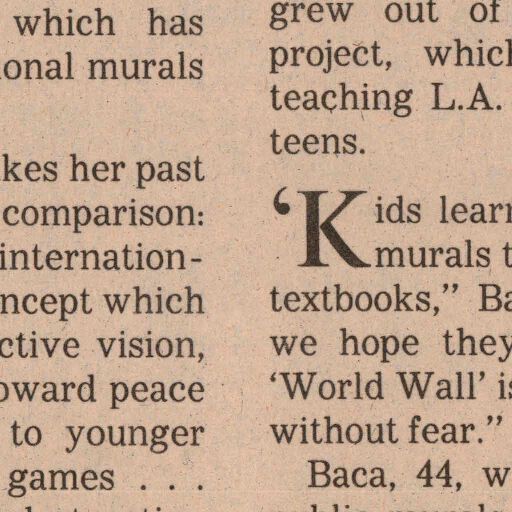 which has
ional murals
kes her past
comparison:
internation-
ncept which
ctive vision,
oward peace
to younger
games . . .
grew out of
project, which
teaching L.A.
teens.
‘Kids learn
murals t
textbooks,” Ba
we hope they
‘World Wall’ is
without fear.”
Baca, 44, w